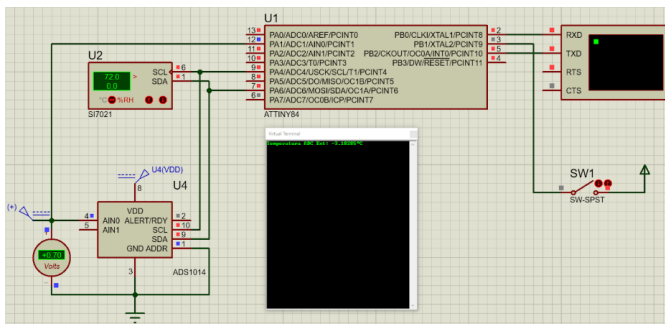 U1
13 PA0/ADC0/AREF/PCINT0 PB0/CLKI/XTAL1/PCINT8 2
12 PA1/ADC1/AIN0/PCINT1 PB1/XTAL2/PCINT9 3
11 PA2/ADC2/AIN1/PCINT2 PB2/CKOUT/OC0A/INT0/PCINT10 5
10 PA3/ADC3/T0/PCINT3 PB3/DW/RESET/PCINT11 4
9 PA4/ADC4/USCK/SCL/T1/PCINT4
8 PA5/ADC5/DO/MISO/OC1B/PCINT5
7 PA6/ADC6/MOSI/SDA/OC1A/PCINT6
6 PA7/ADC7/OC0B/ICP/PCINT7
ATTINY84
RXD
TXD
RTS
CTS
U2
72.0 >
0.0
°C %RH
SCL 6
SDA 1
SI7021
Virtual Terminal
Temperatura ADC Ext: -3.18285°C
SW1
SW-SPST
U4(VDD)
U4
8
VDD
4 AIN0 ALERT/RDY 2
5 AIN1 SCL 10
SDA 9
GND ADDR 1
3
ADS1014
(+)
+0.70
Volts